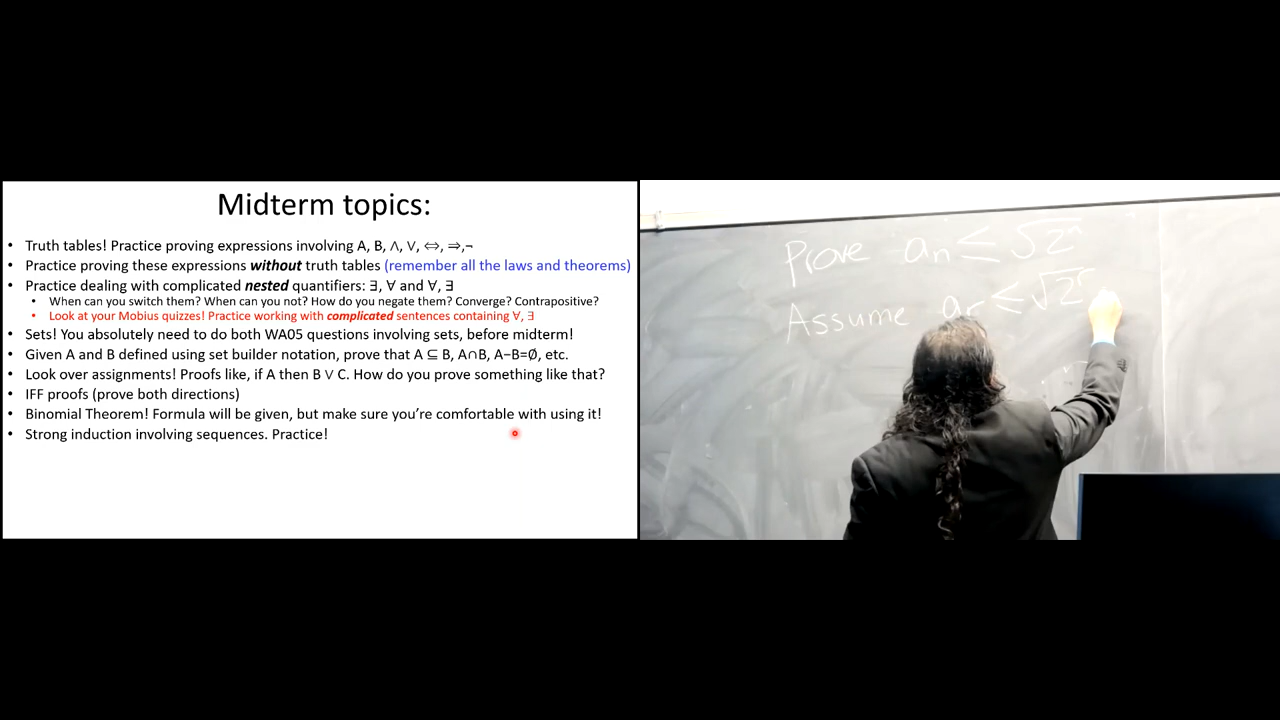 Midterm topics:
• Truth tables! Practice proving expressions involving A, B, ∧, ∨, ⇔, ⇒,¬
• Practice proving these expressions without truth tables (remember all the laws and theorems)
• Practice dealing with complicated nested quantifiers: ∃, ∀ and ∀, ∃
• When can you switch them? When can you not? How do you negate them? Converge? Contrapositive?
• Look at your Mobius quizzes! Practice working with complicated sentences containing ∀, ∃
• Sets! You absolutely need to do both WA05 questions involving sets, before midterm!
• Given A and B defined using set builder notation, prove that A ⊆ B, A∩B, A−B=∅, etc.
• Look over assignments! Proofs like, if A then B ∨ C. How do you prove something like that?
• IFF proofs (prove both directions)
• Binomial Theorem! Formula will be given, but make sure you’re comfortable with using it!
• Strong induction involving sequences. Practice!
Prove aₙ ≤ √2ⁿ
Assume aᵣ ≤ √2ʳ